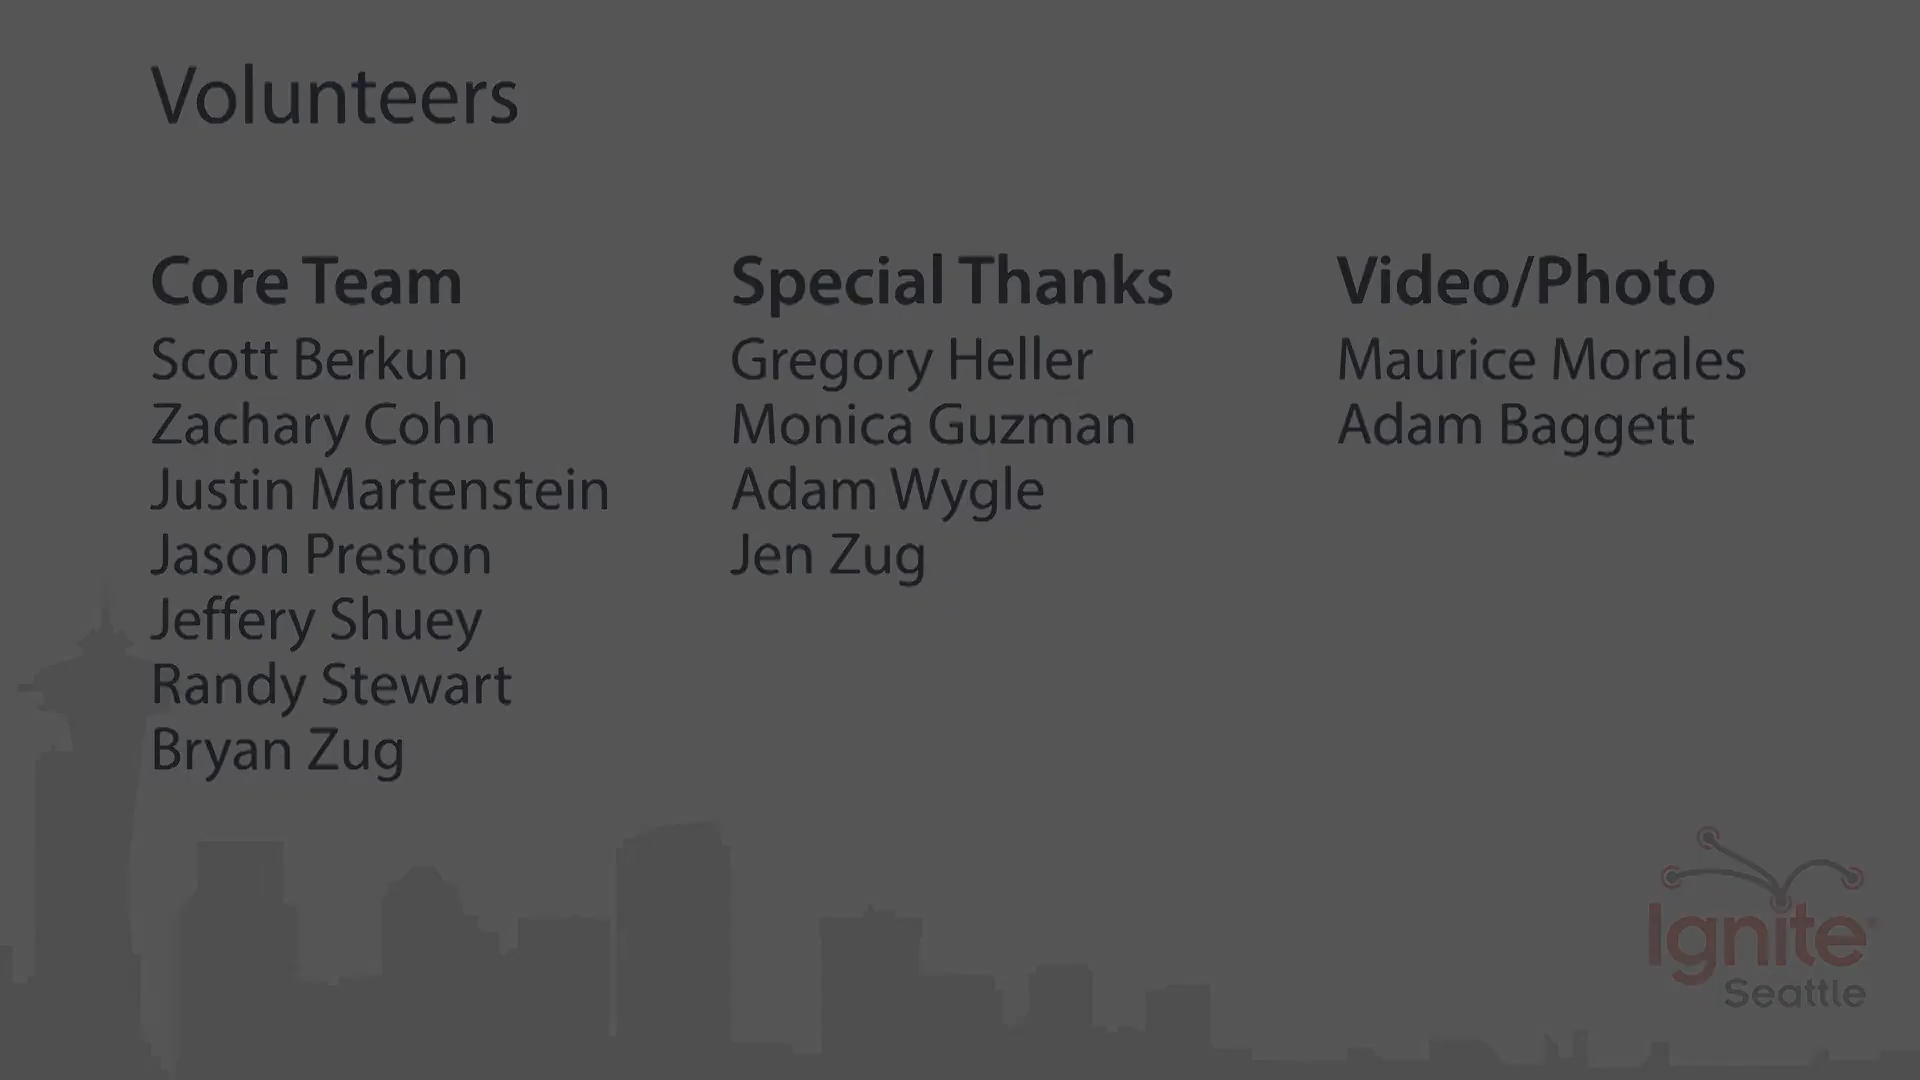 Volunteers
Core Team
Scott Berkun
Zachary Cohn
Justin Martenstein
Jason Preston
Jeffery Shuey
Randy Stewart
Bryan Zug
Special Thanks
Gregory Heller
Monica Guzman
Adam Wygle
Jen Zug
Video/Photo
Maurice Morales
Adam Baggett
Ignite
Seattle